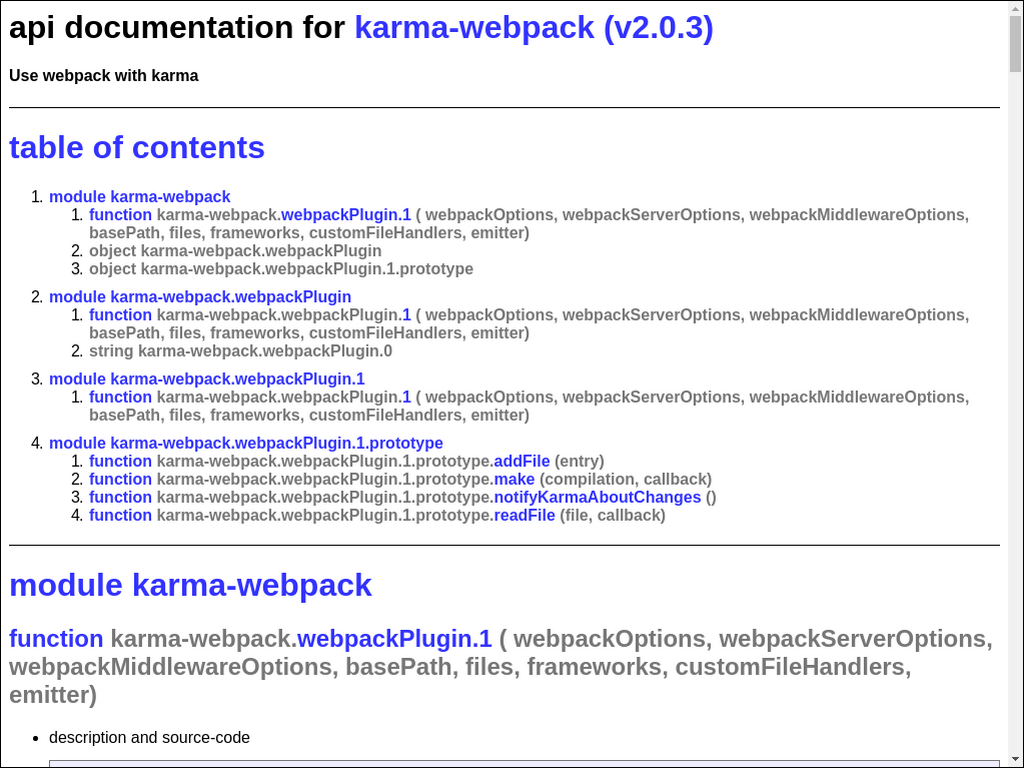 api documentation for karma-webpack (v2.0.3)
Use webpack with karma
table of contents
1. module karma-webpack
1. function karma-webpack.webpackPlugin.1 ( webpackOptions, webpackServerOptions, webpackMiddlewareOptions,
basePath, files, frameworks, customFileHandlers, emitter)
2. object karma-webpack.webpackPlugin
3. object karma-webpack.webpackPlugin.1.prototype
2. module karma-webpack.webpackPlugin
1. function karma-webpack.webpackPlugin.1 ( webpackOptions, webpackServerOptions, webpackMiddlewareOptions,
basePath, files, frameworks, customFileHandlers, emitter)
2. string karma-webpack.webpackPlugin.0
3. module karma-webpack.webpackPlugin.1
1. function karma-webpack.webpackPlugin.1 ( webpackOptions, webpackServerOptions, webpackMiddlewareOptions,
basePath, files, frameworks, customFileHandlers, emitter)
4. module karma-webpack.webpackPlugin.1.prototype
1. function karma-webpack.webpackPlugin.1.prototype.addFile (entry)
2. function karma-webpack.webpackPlugin.1.prototype.make (compilation, callback)
3. function karma-webpack.webpackPlugin.1.prototype.notifyKarmaAboutChanges ()
4. function karma-webpack.webpackPlugin.1.prototype.readFile (file, callback)
module karma-webpack
function karma-webpack.webpackPlugin.1 ( webpackOptions, webpackServerOptions,
webpackMiddlewareOptions, basePath, files, frameworks, customFileHandlers,
emitter)
• description and source-code